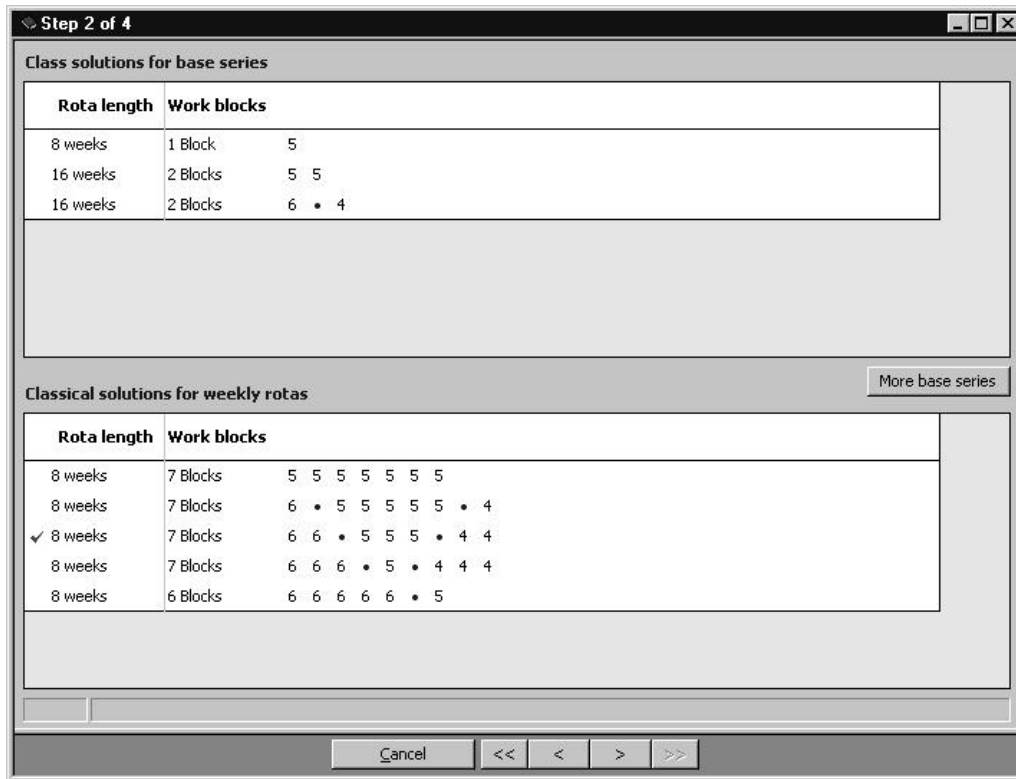 Step 2 of 4
Class solutions for base series
Rota length Work blocks
8 weeks 1 Block 5
16 weeks 2 Blocks 5 5
16 weeks 2 Blocks 6 • 4
More base series
Classical solutions for weekly rotas
Rota length Work blocks
8 weeks 7 Blocks 5 5 5 5 5 5 5
8 weeks 7 Blocks 6 • 5 5 5 5 5 • 4
✓ 8 weeks 7 Blocks 6 6 • 5 5 5 • 4 4
8 weeks 7 Blocks 6 6 6 • 5 • 4 4 4
8 weeks 6 Blocks 6 6 6 6 6 • 5
Cancel << < > >>